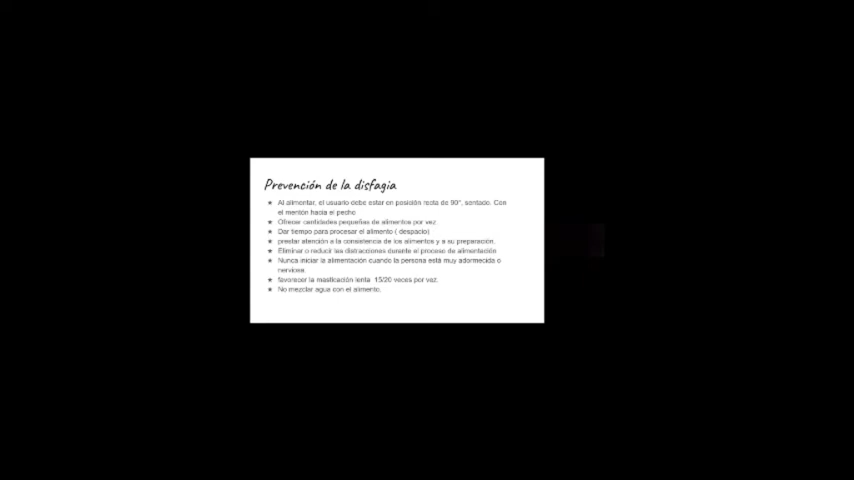 Prevención de la disfagia
★ Al alimentar, el usuario debe estar en posición recta de 90°, sentado. Con
el mentón hacia el pecho
★ Ofrecer cantidades pequeñas de alimentos por vez
★ Dar tiempo para procesar el alimento ( despacio)
★ prestar atención a la consistencia de los alimentos y a su preparación.
★ Eliminar o reducir las distracciones durante el proceso de alimentación
★ Nunca iniciar la alimentación cuando la persona está muy adormecida o
nerviosa.
★ favorecer la masticación lenta 15/20 veces por vez.
★ No mezclar agua con el alimento.